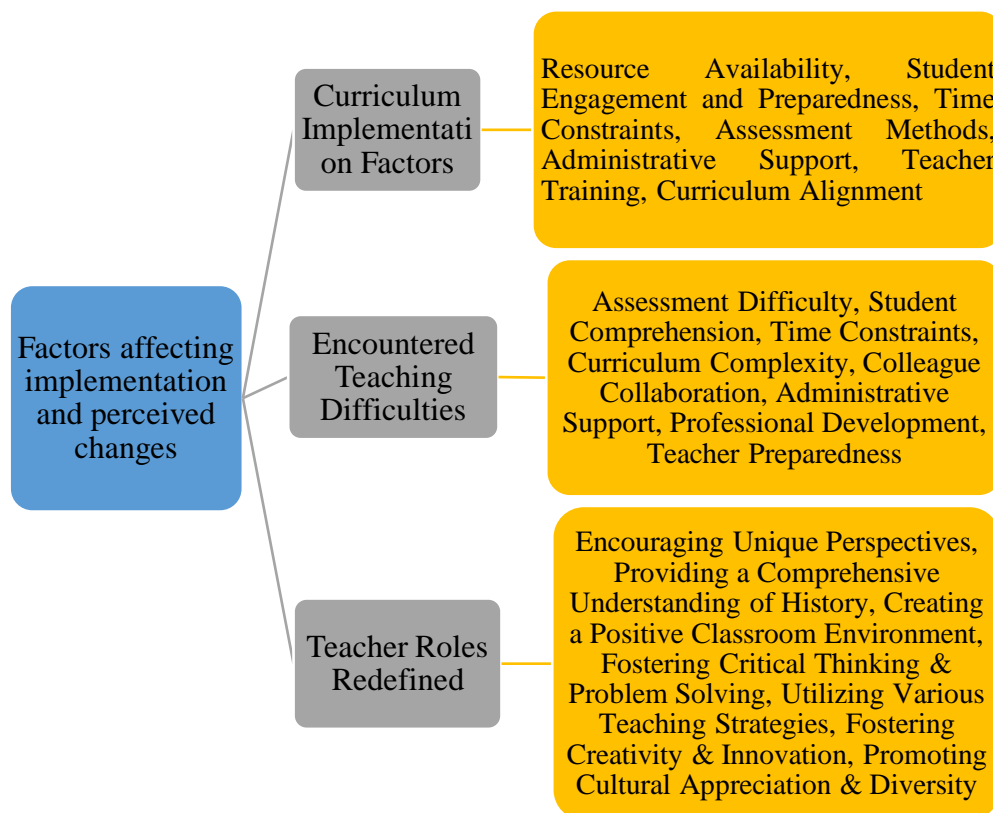 Factors affecting
implementation
and perceived
changes
Curriculum
Implementati
on Factors
Resource Availability, Student
Engagement and Preparedness, Time
Constraints, Assessment Methods,
Administrative Support, Teacher
Training, Curriculum Alignment
Encountered
Teaching
Difficulties
Assessment Difficulty, Student
Comprehension, Time Constraints,
Curriculum Complexity, Colleague
Collaboration, Administrative
Support, Professional Development,
Teacher Preparedness
Teacher Roles
Redefined
Encouraging Unique Perspectives,
Providing a Comprehensive
Understanding of History, Creating
a Positive Classroom Environment,
Fostering Critical Thinking &
Problem Solving, Utilizing Various
Teaching Strategies, Fostering
Creativity & Innovation, Promoting
Cultural Appreciation & Diversity